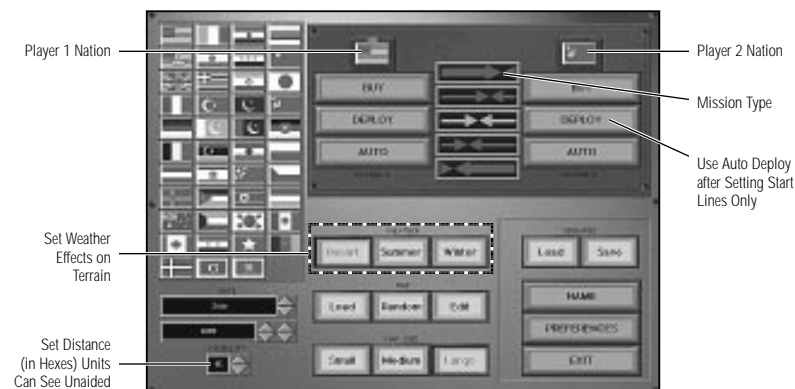 Player 1 Nation
Player 2 Nation
Mission Type
BUY
BUY
DEPLOY
DEPLOY
AUTO
AUTO
Use Auto Deploy
after Setting Start
Lines Only
Set Weather
Effects on
Terrain
Desert
Summer
Winter
Load
Save
Load
Random
Edit
NAME
PREFERENCES
EXIT
Small
Medium
Large
Set Distance
(in Hexes) Units
Can See Unaided